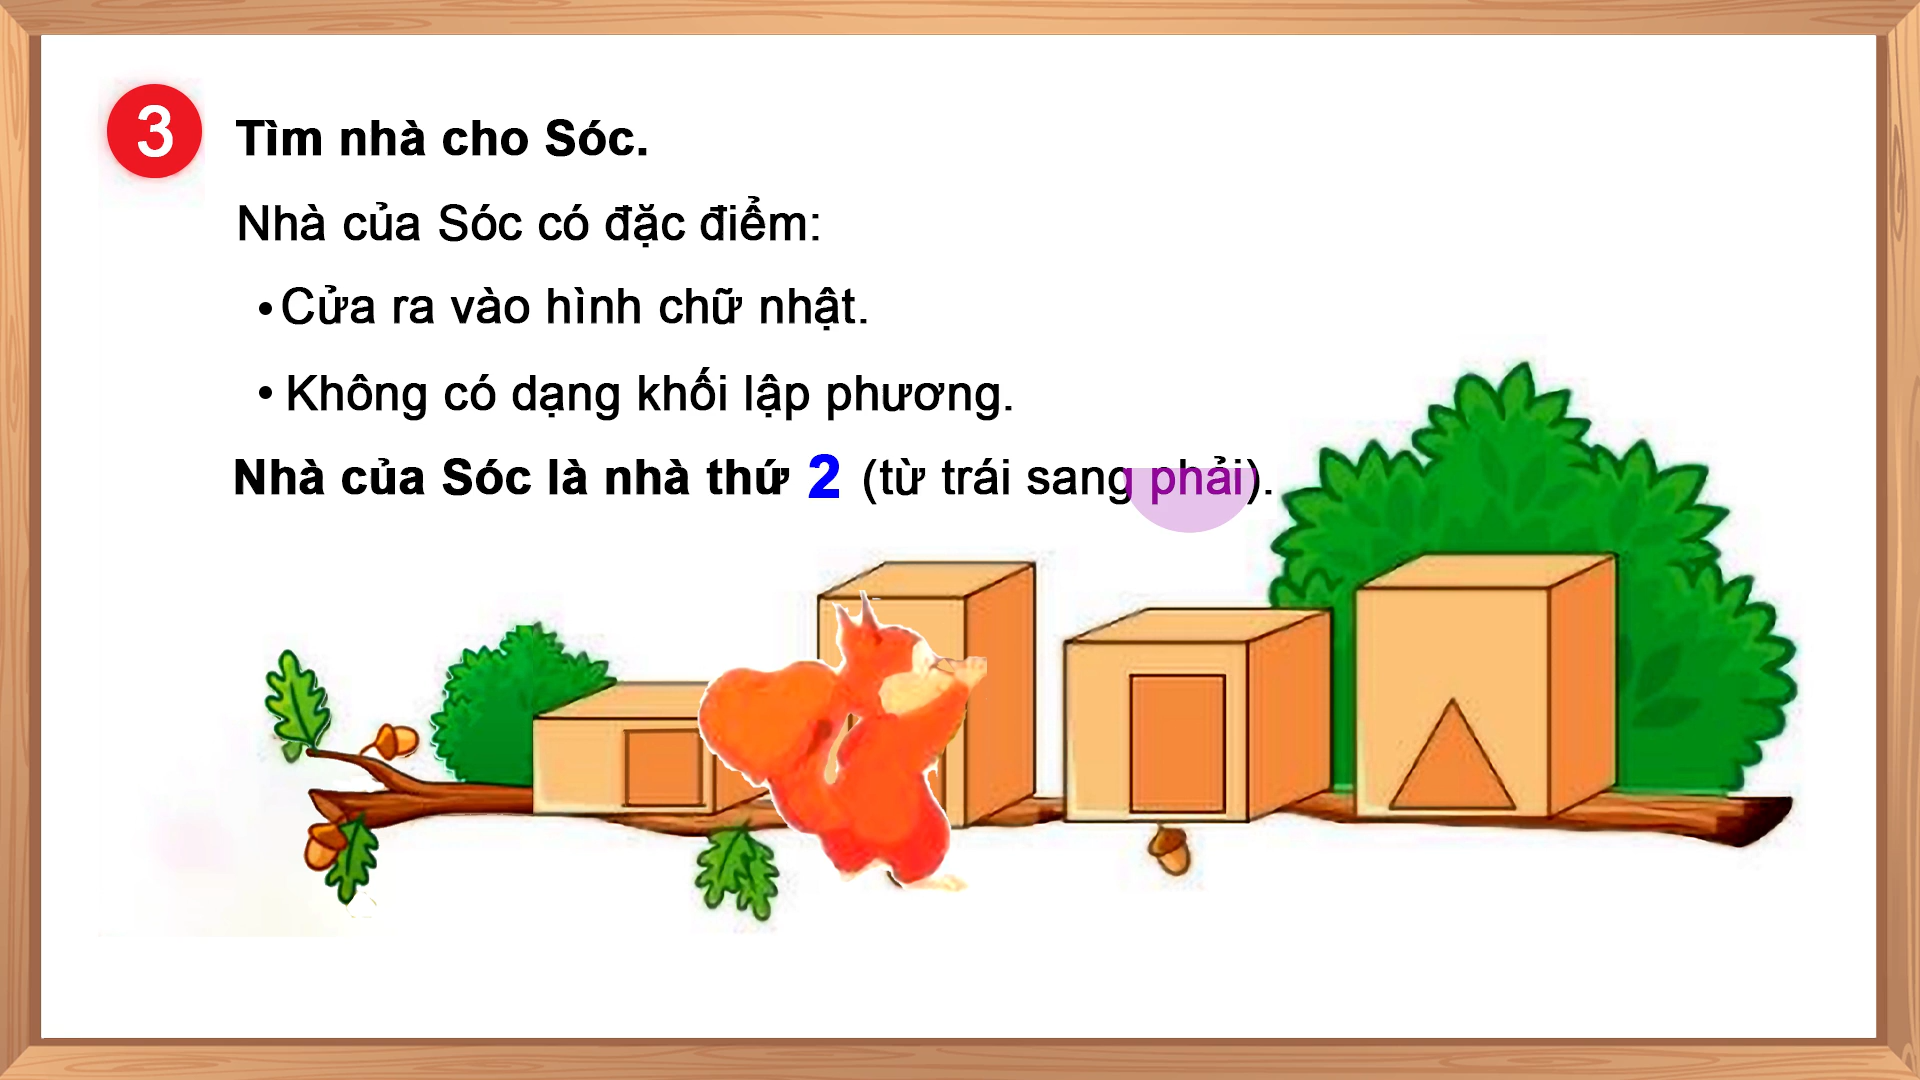 3 Tìm nhà cho Sóc.
Nhà của Sóc có đặc điểm:
• Cửa ra vào hình chữ nhật.
• Không có dạng khối lập phương.
Nhà của Sóc là nhà thứ 2 (từ trái sang phải).